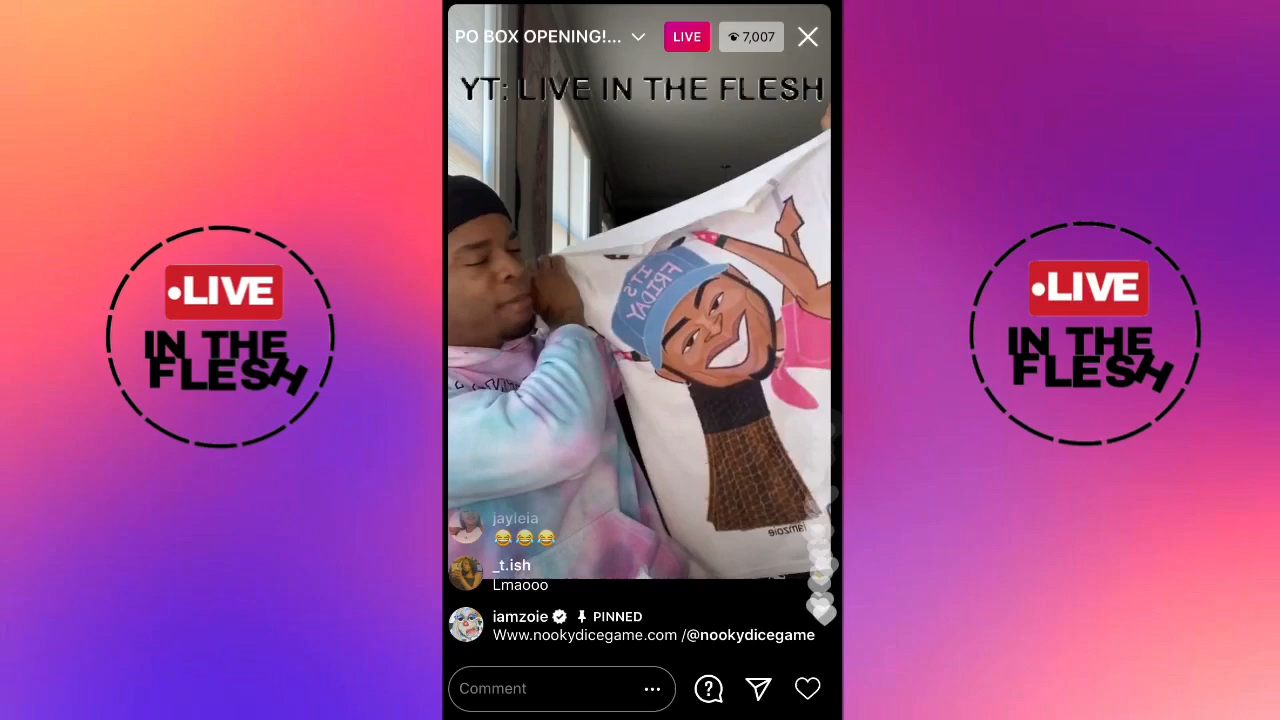 PO BOX OPENING!...
LIVE
7,007
YT: LIVE IN THE FLESH
•LIVE
IN THE
FLESH
•LIVE
IN THE
FLESH
IT'S
FRIDAY
iamzoie
jayleia
😂😂😂
_t.ish
Lmaooo
iamzoie PINNED
Www.nookydicegame.com /@nookydicegame
Comment